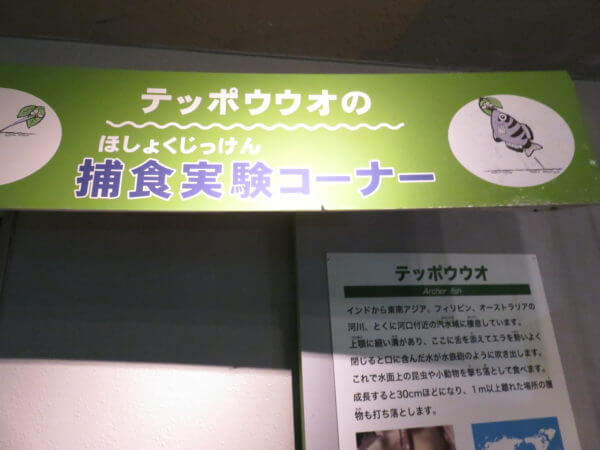 テッポウウオの
ほしょくじっけん
捕食実験コーナー
テッポウウオ
Archer fish
インドから東南アジア、フィリピン、オーストラリアの
河川、とくに河口付近の汽水域に棲息しています。
上顎に細い溝があり、ここに舌を添えてエラを勢いよく
閉じると口に含んだ水が水鉄砲のように吹き出します。
これで水面上の昆虫や小動物を撃ち落として食べます。
成長すると30cmほどになり、1m以上離れた場所の獲
物も打ち落とします。